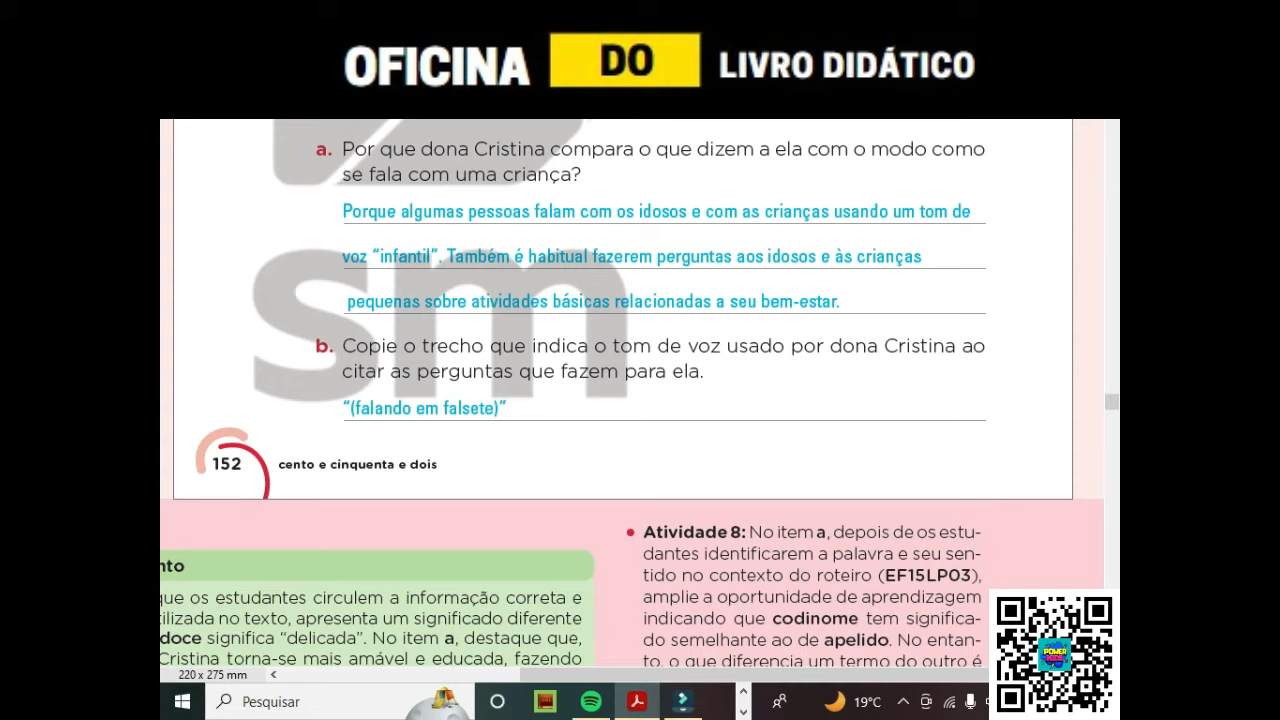 OFICINA DO LIVRO DIDÁTICO
a. Por que dona Cristina compara o que dizem a ela com o modo como
se fala com uma criança?
Porque algumas pessoas falam com os idosos e com as crianças usando um tom de
voz “infantil”. Também é habitual fazerem perguntas aos idosos e às crianças
pequenas sobre atividades básicas relacionadas a seu bem-estar.
sm
b. Copie o trecho que indica o tom de voz usado por dona Cristina ao
citar as perguntas que fazem para ela.
“(falando em falsete)”
152 cento e cinquenta e dois
nto
que os estudantes circulem a informação correta e
tilizada no texto, apresenta um significado diferente
doce significa “delicada”. No item a, destaque que,
Cristina torna-se mais amável e educada, fazendo
• Atividade 8: No item a, depois de os estu-
dantes identificarem a palavra e seu sen-
tido no contexto do roteiro (EF15LP03),
amplie a oportunidade de aprendizagem
indicando que codinome tem significa-
do semelhante ao de apelido. No entan-
to, o que diferencia um termo do outro é
220 x 275 mm
Pesquisar
19°C
POWER KIDS